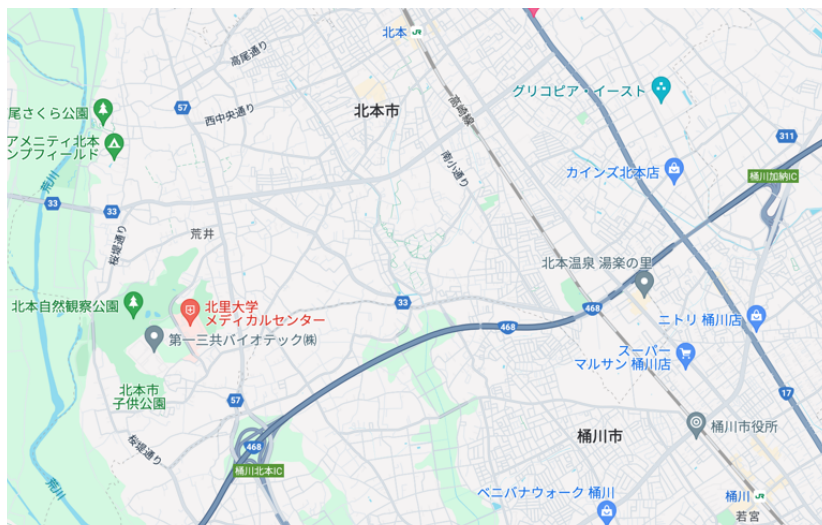 北本
JR
高尾通り
57
グリコピア・イースト
尾さくら公園
西中央通り
北本市
高崎線
アメニティ北本
ンプフィールド
311
南小通り
カインズ北本店
桶川加納IC
荒川
33
33
荒井
桜堤通り
北本温泉 湯楽の里
北本自然観察公園
北里大学
メディカルセンター
33
468
ニトリ 桶川店
第一三共バイオテック㈱
468
スーパー
マルサン 桶川店
北本市
子供公園
57
17
桶川市
桶川市役所
桜堤通り
468
桶川北本IC
荒川
ベニバナウォーク 桶川
桶川
JR
若宮